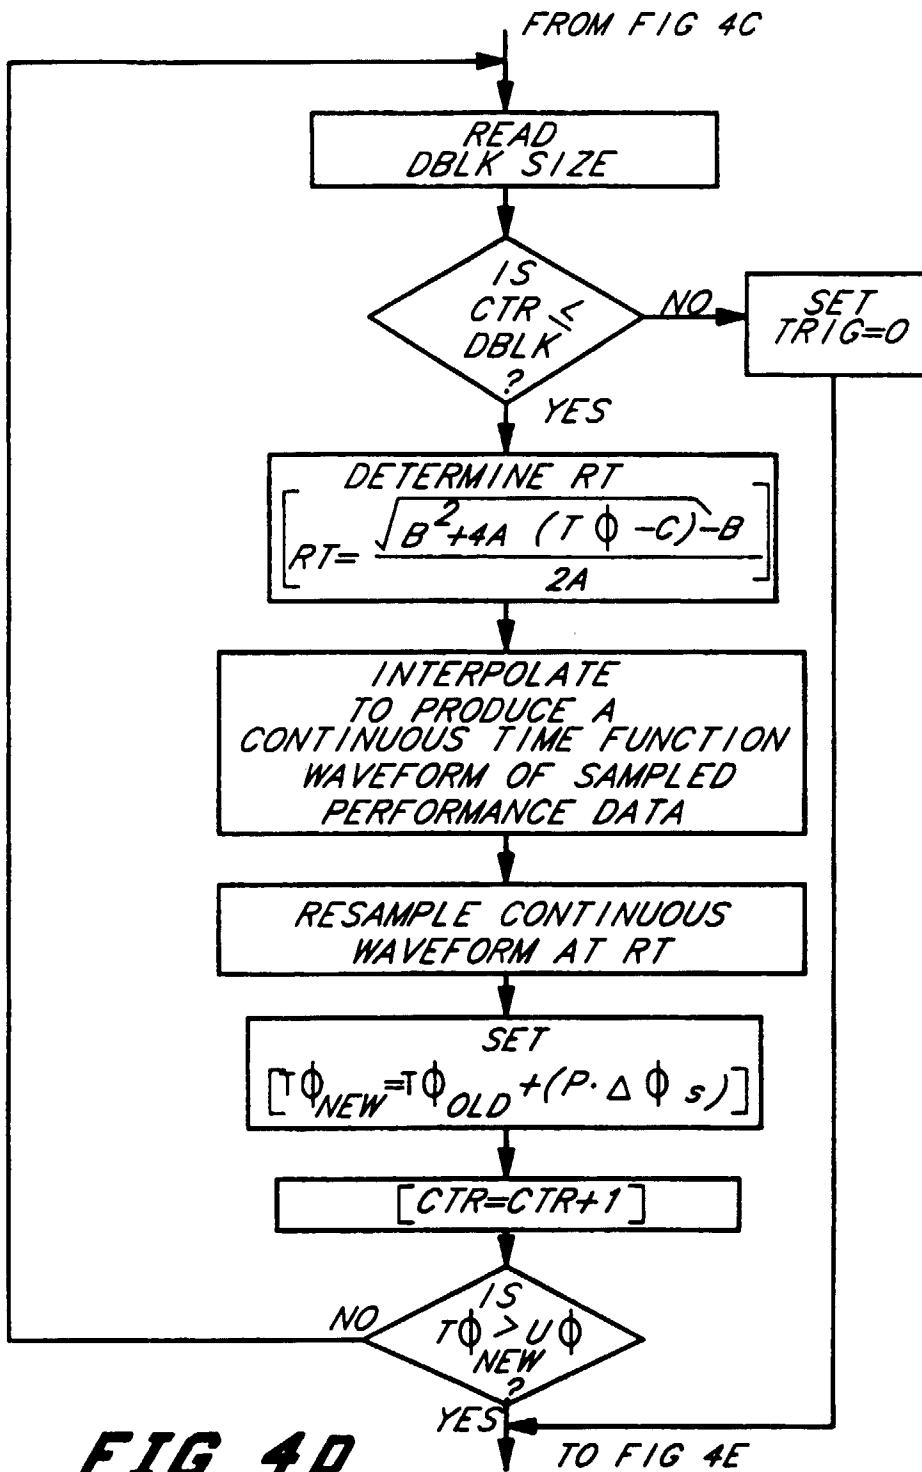 FROM FIG 4C
READ
DBLK SIZE
IS
CTR ≤
DBLK
?
NO
SET
TRIG=0
YES
DETERMINE RT
[RT= √(B²+4A (TΦ-C))-B / 2A]
INTERPOLATE
TO PRODUCE A
CONTINUOUS TIME FUNCTION
WAVEFORM OF SAMPLED
PERFORMANCE DATA
RESAMPLE CONTINUOUS
WAVEFORM AT RT
SET
[TΦNEW=TΦOLD+(P·ΔΦs)]
[CTR=CTR+1]
IS
TΦ > UΦ
NEW
?
NO
YES
TO FIG 4E
FIG 4D